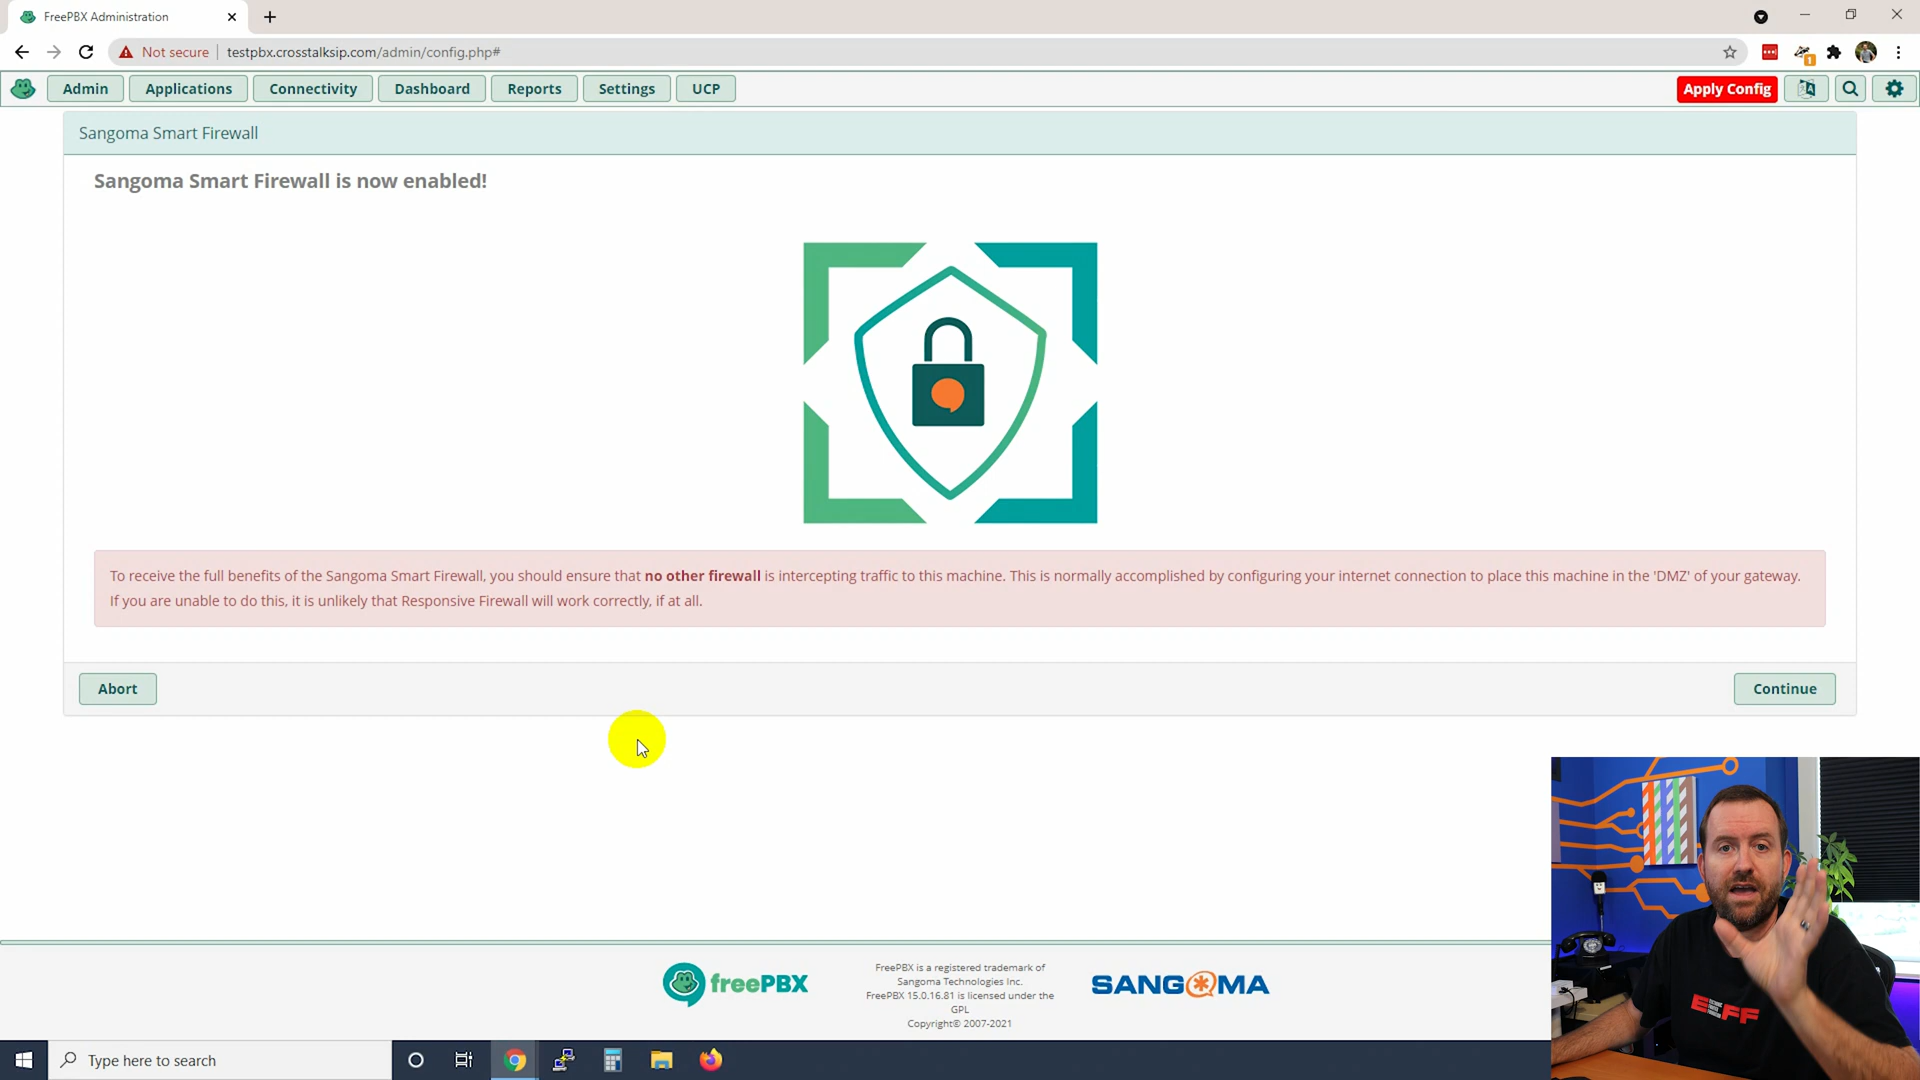 FreePBX Administration
Not secure
testpbx.crosstalksip.com/admin/config.php#
1
Admin
Applications
Connectivity
Dashboard
Reports
Settings
UCP
Apply Config
Sangoma Smart Firewall
Sangoma Smart Firewall is now enabled!
To receive the full benefits of the Sangoma Smart Firewall, you should ensure that no other firewall is intercepting traffic to this machine. This is normally accomplished by configuring your internet connection to place this machine in the 'DMZ' of your gateway.
If you are unable to do this, it is unlikely that Responsive Firewall will work correctly, if at all.
Abort
Continue
freePBX
FreePBX is a registered trademark of
Sangoma Technologies Inc.
FreePBX 15.0.16.81 is licensed under the
GPL
Copyright© 2007-2021
SANGOMA
EFF
Type here to search